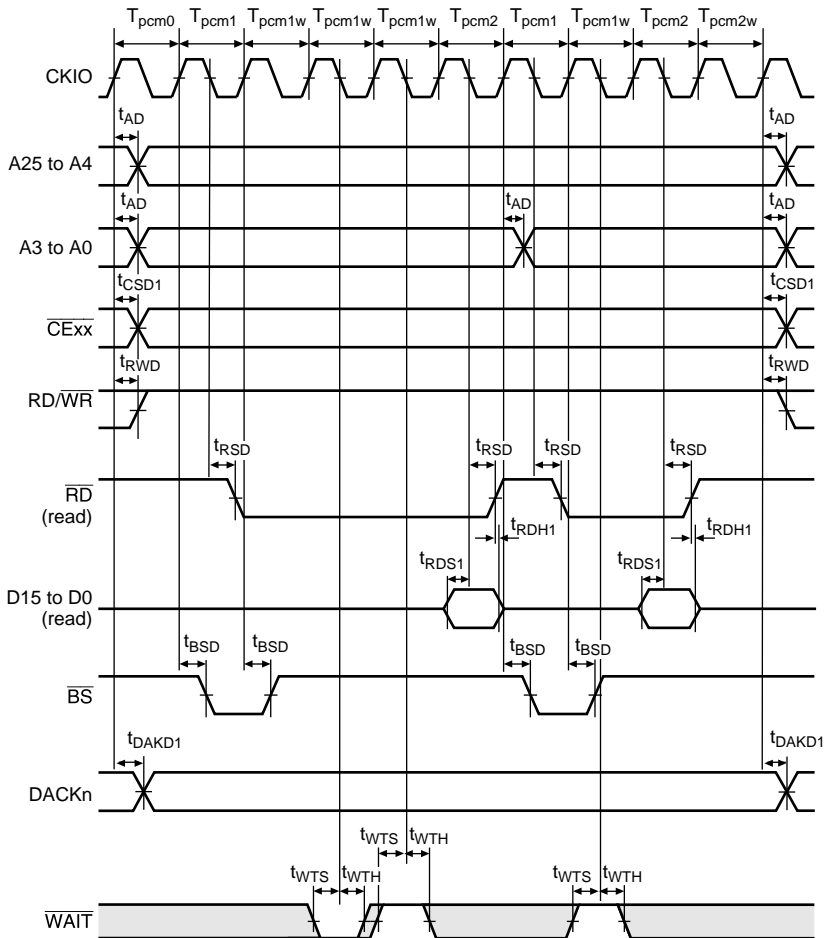 Tpcm0 Tpcm1 Tpcm1w Tpcm1w Tpcm1w Tpcm2 Tpcm1 Tpcm1w Tpcm2 Tpcm2w
CKIO
tAD tAD
A25 to A4
tAD tAD tAD
A3 to A0
tCSD1 tCSD1
CExx
tRWD tRWD
RD/WR
tRSD tRSD tRSD tRSD
RD
(read)
tRDH1 tRDH1
tRDS1 tRDS1
D15 to D0
(read)
tBSD tBSD tBSD tBSD
BS
tDAKD1 tDAKD1
DACKn
tWTS tWTH
tWTS tWTH tWTS tWTH
WAIT